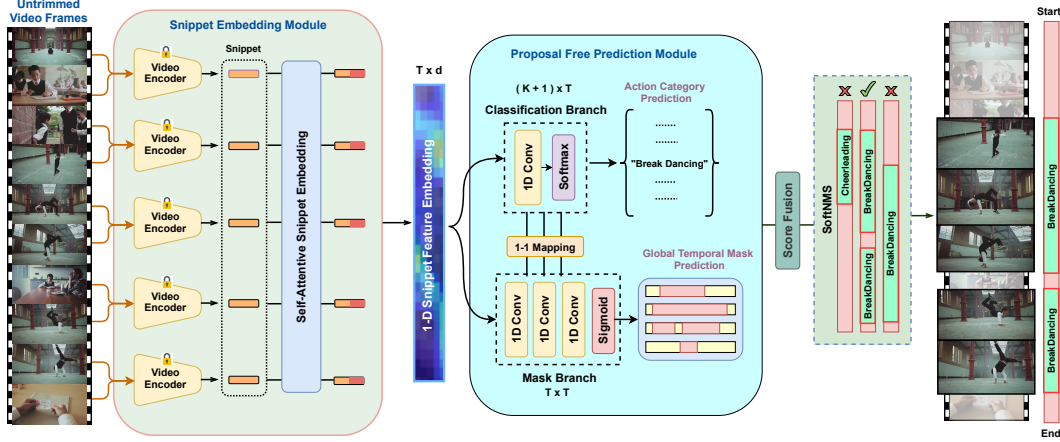 Untrimmed
Video Frames
Snippet Embedding Module
Video
Encoder
Video
Encoder
Video
Encoder
Video
Encoder
Video
Encoder
Snippet
Self-Attentive Snippet Embedding
T x d
1-D Snippet Feature Embedding
Proposal Free Prediction Module
( K + 1 ) x T
Classification Branch
1D Conv
Softmax
Action Category
Prediction
.......
.......
"Break Dancing"
.......
.......
1-1 Mapping
1D Conv
1D Conv
1D Conv
Sigmoid
Mask Branch
T x T
Global Temporal Mask
Prediction
Score Fusion
SoftNMS
Cheerleading
BreakDancing
BreakDancing
BreakDancing
Start
BreakDancing
BreakDancing
End